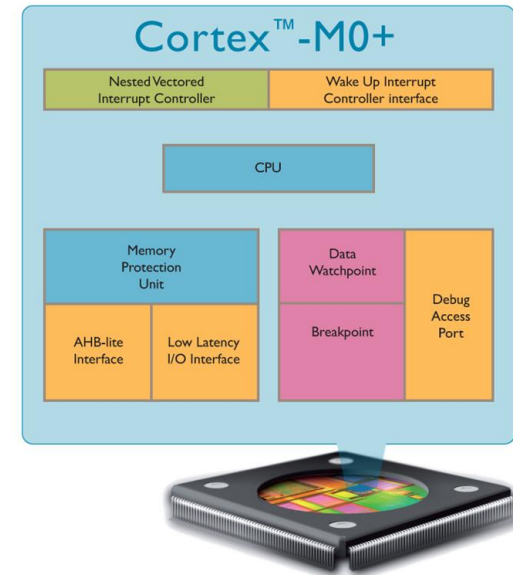 Cortex™-M0+
Nested Vectored
Interrupt Controller
Wake Up Interrupt
Controller interface
CPU
Memory
Protection
Unit
Data
Watchpoint
Debug
Access
Port
AHB-lite
Interface
Low Latency
I/O Interface
Breakpoint